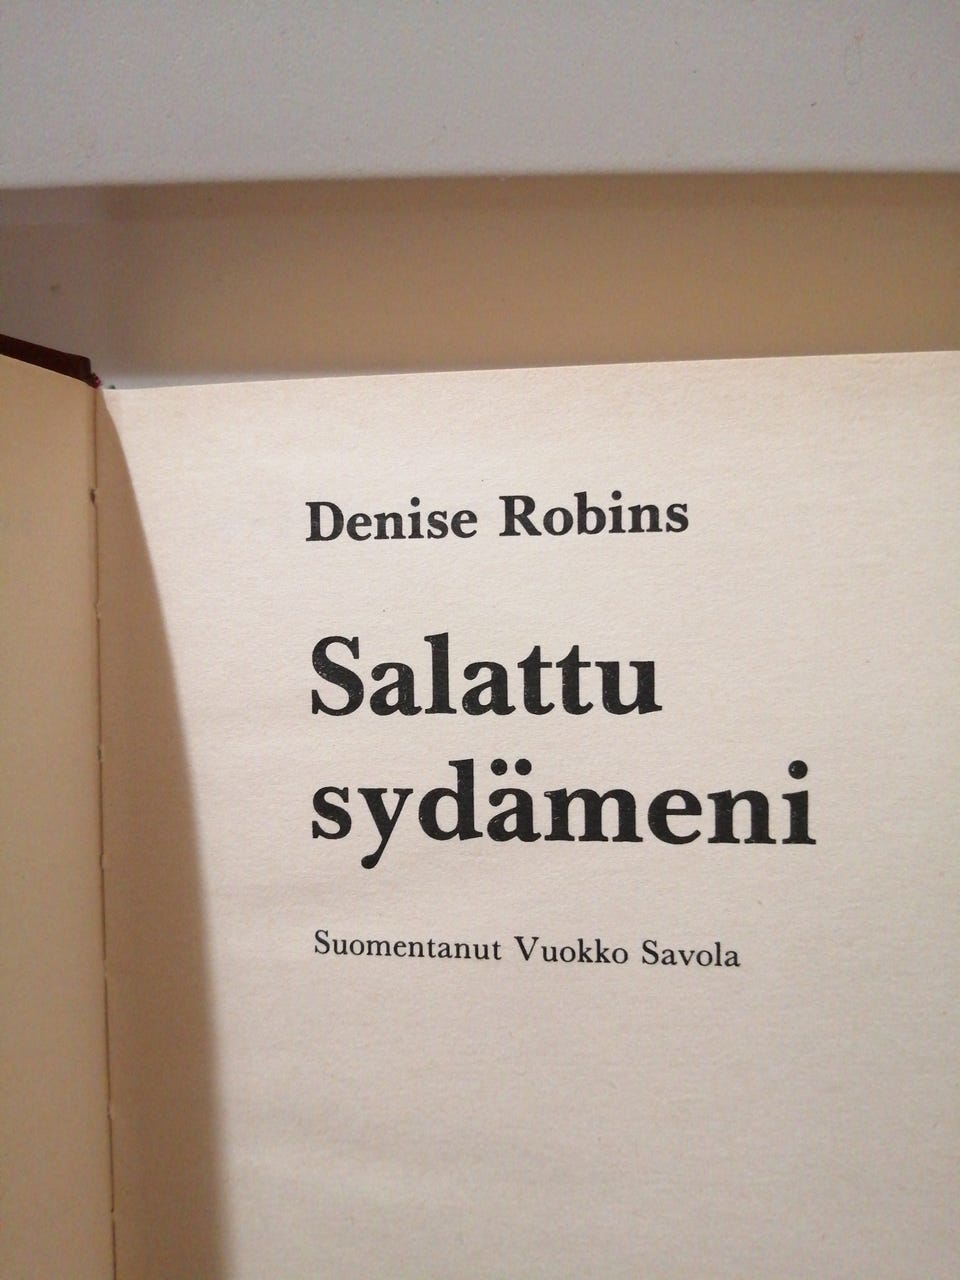 Denise Robins
Salattu
sydämeni
Suomentanut Vuokko Savola